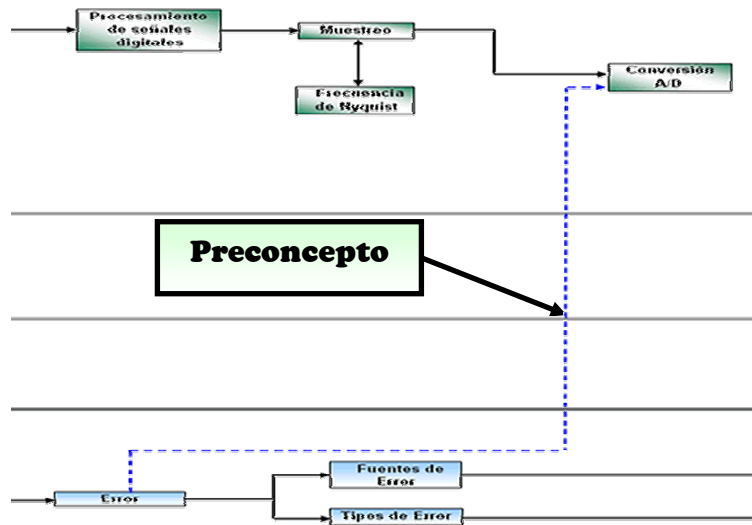 Procesamiento
de señales
digitales
Muestreo
Frecuencia
de Nyquist
Conversión
A/D
Preconcepto
Error
Fuentes de
Error
Tipos de Error